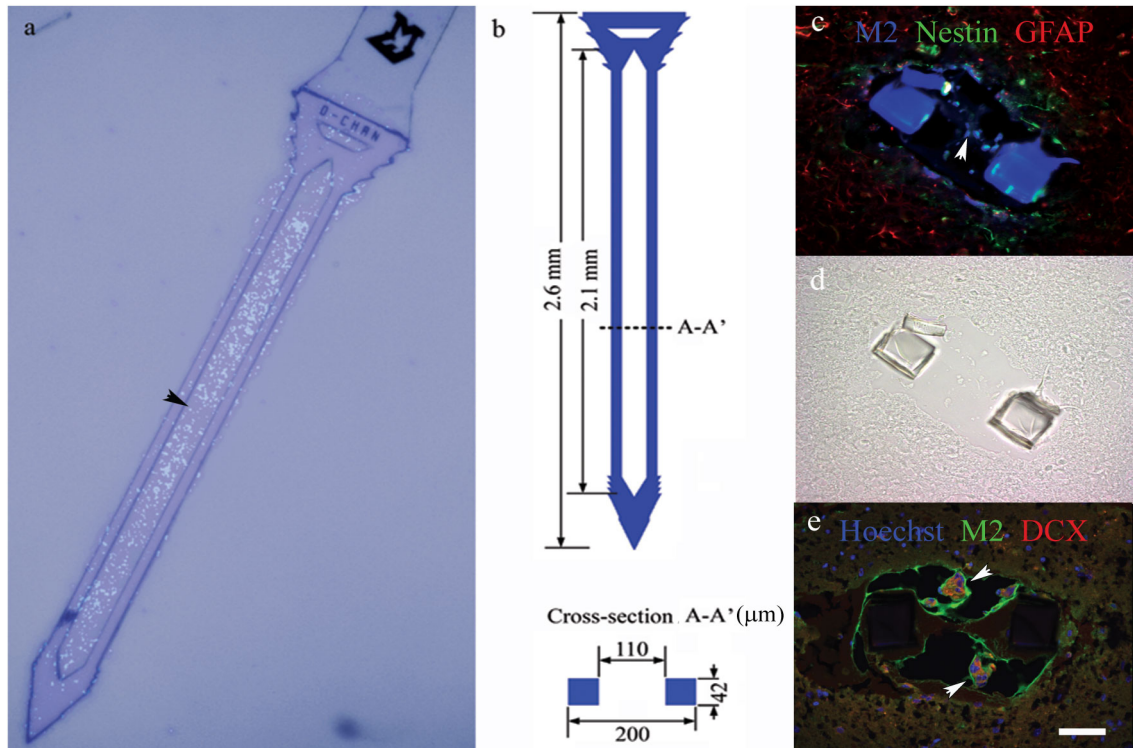 a
D-CHAN
b
2.6 mm
2.1 mm
A-A'
Cross-section A-A' (μm)
110
42
200
c
M2 Nestin GFAP
d
e
Hoechst M2 DCX